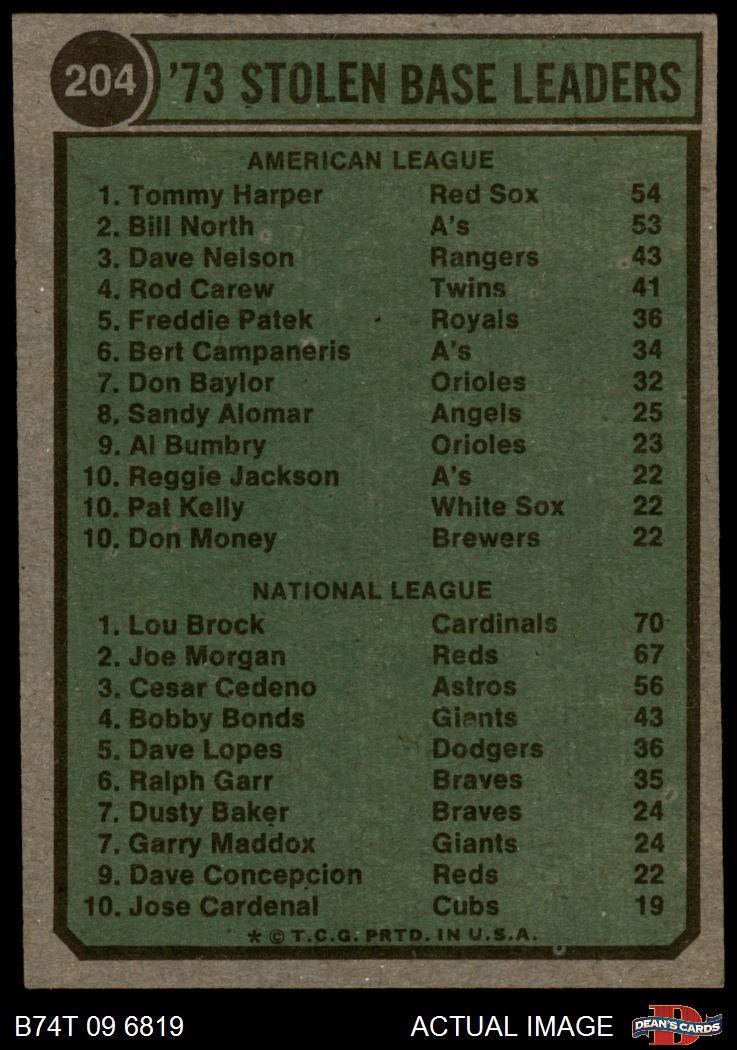 204 '73 STOLEN BASE LEADERS
AMERICAN LEAGUE
1. Tommy Harper Red Sox 54
2. Bill North A's 53
3. Dave Nelson Rangers 43
4. Rod Carew Twins 41
5. Freddie Patek Royals 36
6. Bert Campaneris A's 34
7. Don Baylor Orioles 32
8. Sandy Alomar Angels 25
9. Al Bumbry Orioles 23
10. Reggie Jackson A's 22
10. Pat Kelly White Sox 22
10. Don Money Brewers 22
NATIONAL LEAGUE
1. Lou Brock Cardinals 70
2. Joe Morgan Reds 67
3. Cesar Cedeno Astros 56
4. Bobby Bonds Giants 43
5. Dave Lopes Dodgers 36
6. Ralph Garr Braves 35
7. Dusty Baker Braves 24
7. Garry Maddox Giants 24
9. Dave Concepcion Reds 22
10. Jose Cardenal Cubs 19
* © T.C.G. PRTD. IN U.S.A.
B74T 09 6819 ACTUAL IMAGE D DEAN'S CARDS